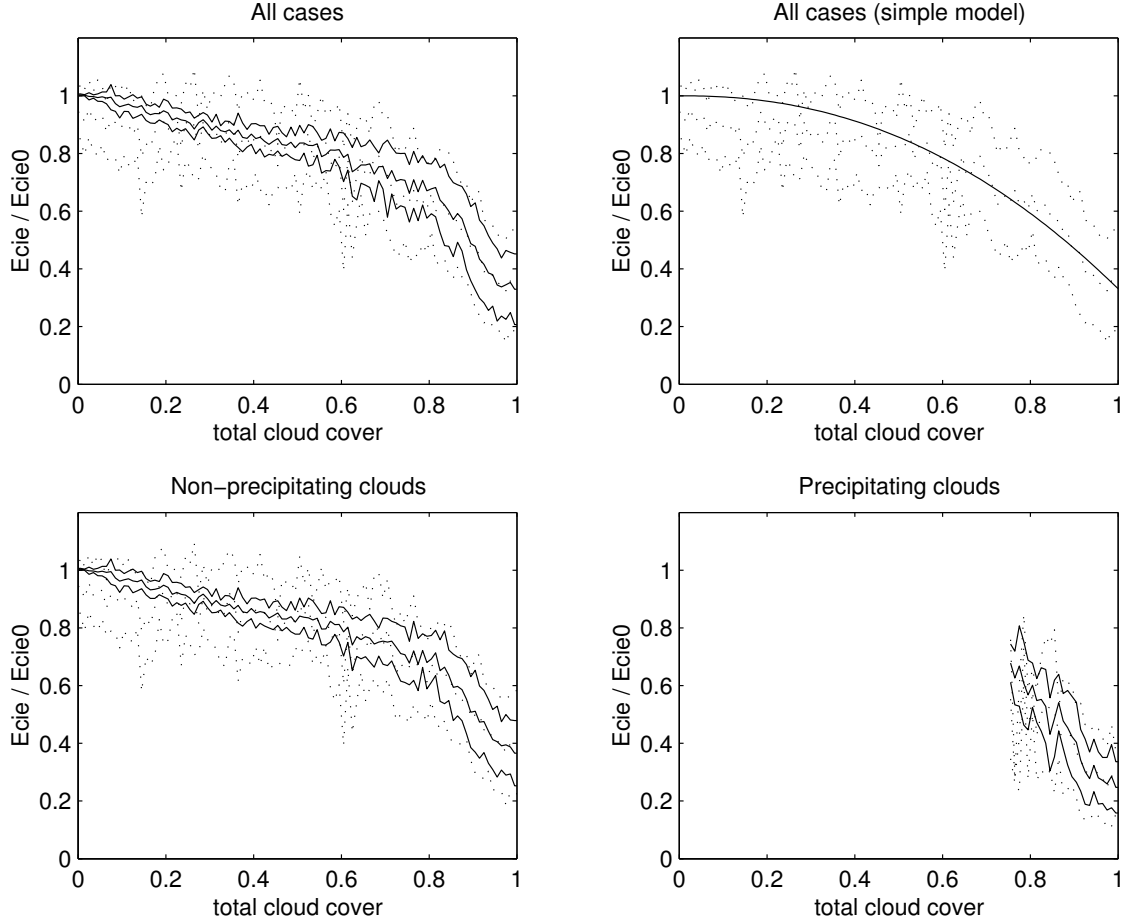 All cases
1
0.8
0.6
0.4
0.2
0
Ecie / Ecie0
0 0.2 0.4 0.6 0.8 1
total cloud cover
All cases (simple model)
1
0.8
0.6
0.4
0.2
0
Ecie / Ecie0
0 0.2 0.4 0.6 0.8 1
total cloud cover
Non−precipitating clouds
1
0.8
0.6
0.4
0.2
0
Ecie / Ecie0
0 0.2 0.4 0.6 0.8 1
total cloud cover
Precipitating clouds
1
0.8
0.6
0.4
0.2
0
Ecie / Ecie0
0 0.2 0.4 0.6 0.8 1
total cloud cover